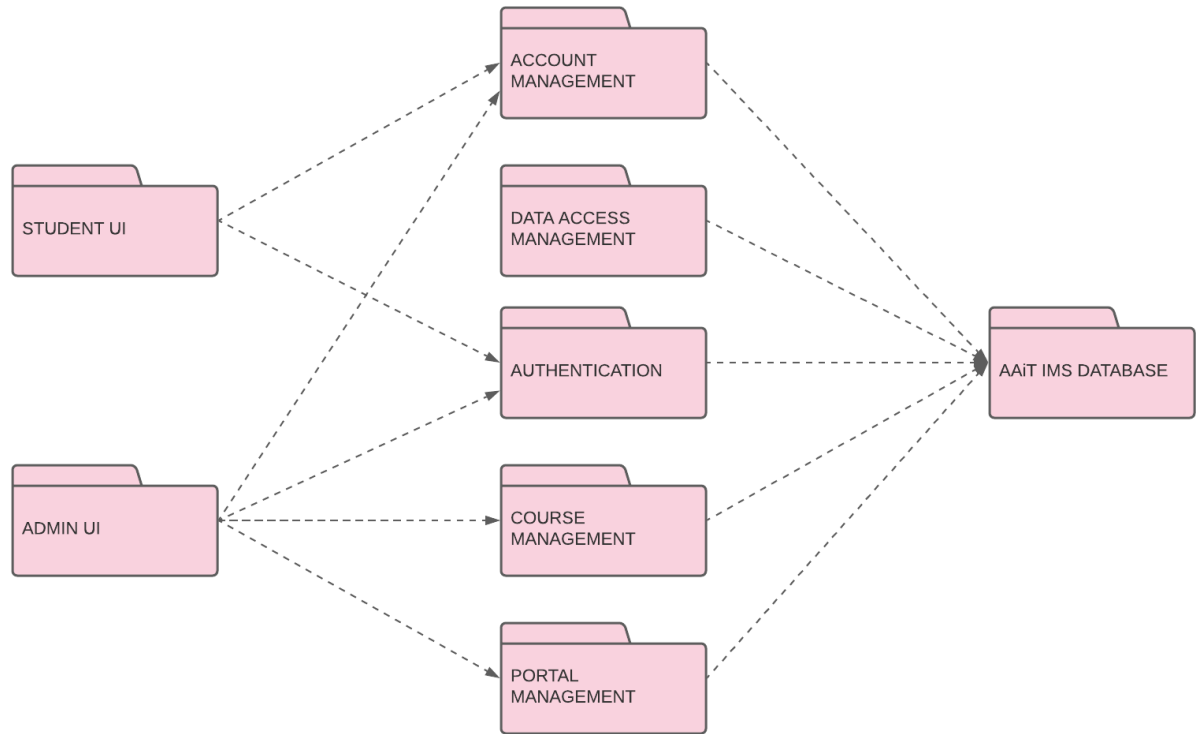 ACCOUNT
MANAGEMENT
STUDENT UI
DATA ACCESS
MANAGEMENT
AUTHENTICATION
AAiT IMS DATABASE
ADMIN UI
COURSE
MANAGEMENT
PORTAL
MANAGEMENT